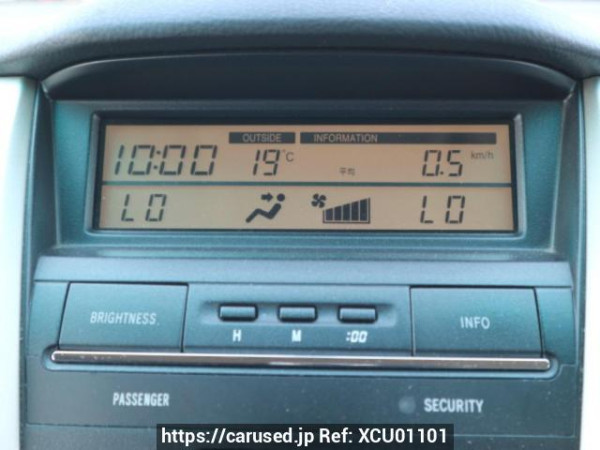 OUTSIDE INFORMATION
10:00 19°C 平均 0.5 km/h
LO LO
BRIGHTNESS INFO
H M :00
PASSENGER SECURITY
https://carused.jp Ref: XCU01101